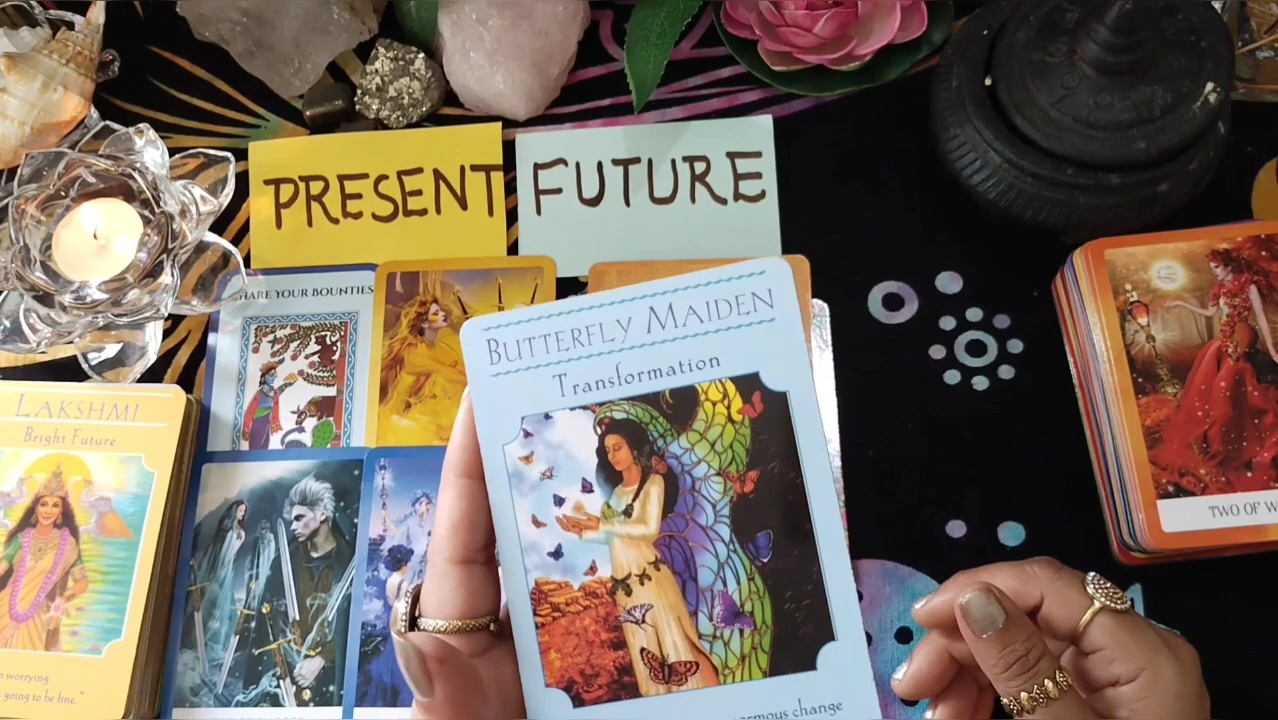 PRESENT
FUTURE
SHARE YOUR BOUNTIES
BUTTERFLY MAIDEN
Transformation
LAKSHMI
Bright Future
TWO OF
worrying
going to be fine."
change